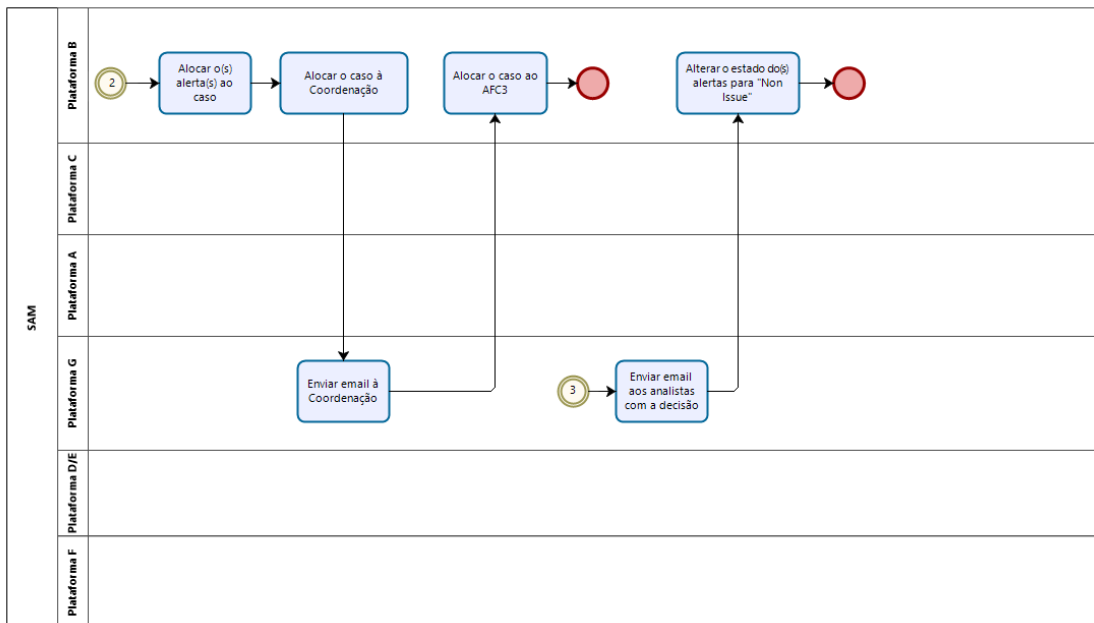 SAM
Plataforma B
2
Alocar o(s)
alerta(s) ao
caso
Alocar o caso à
Coordenação
Alocar o caso ao
AFC3
Alterar o estado do(s)
alertas para "Non
Issue"
Plataforma C
Plataforma A
Plataforma G
Enviar email à
Coordenação
3
Enviar email
aos analistas
com a decisão
Plataforma D/E
Plataforma F